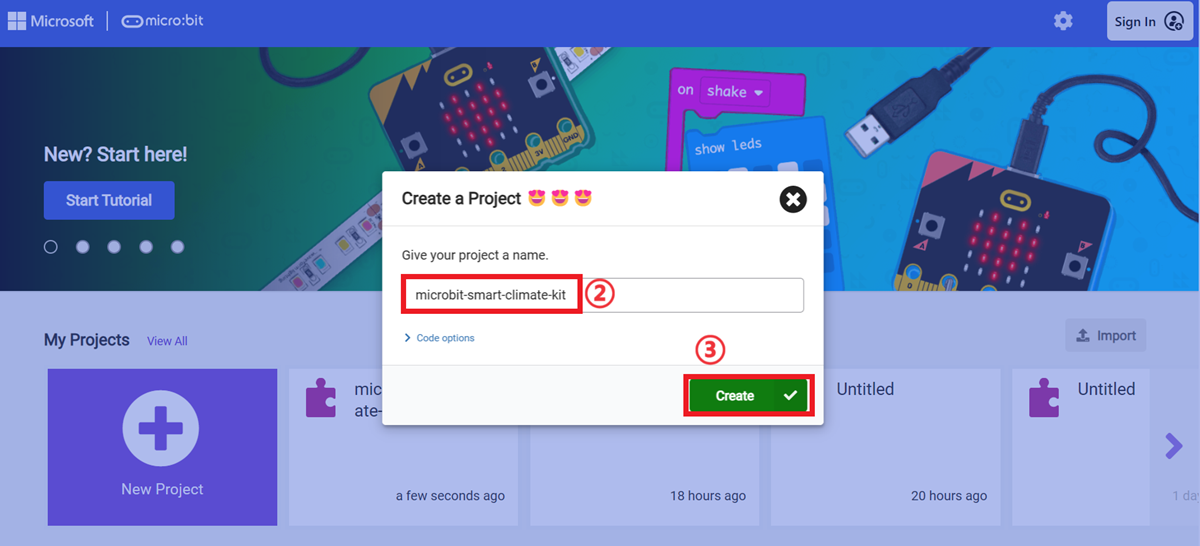 Microsoft micro:bit
Sign In
on shake
show leds
New? Start here!
Start Tutorial
Create a Project 😍 😍 😍
Give your project a name.
microbit-smart-climate-kit ②
Code options
③
Create
My Projects View All
Import
New Project
mic
ate-
a few seconds ago
18 hours ago
Untitled
20 hours ago
Untitled
1 da
3V
GND